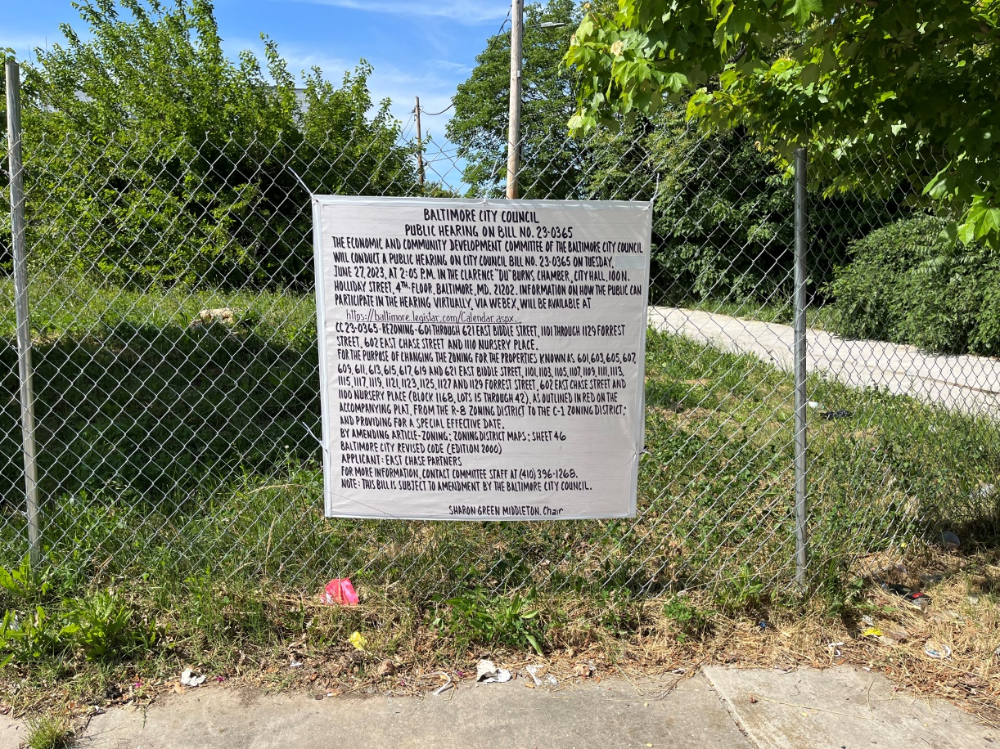 BALTIMORE CITY COUNCIL
PUBLIC HEARING ON BILL NO. 23-0365
THE ECONOMIC AND COMMUNITY DEVELOPMENT COMMITTEE OF THE BALTIMORE CITY COUNCIL
WILL CONDUCT A PUBLIC HEARING ON CITY COUNCIL BILL NO. 23-0365 ON TUESDAY,
JUNE 27, 2023, AT 2:05 P.M. IN THE CLARENCE "DU" BURNS CHAMBER, CITY HALL, 100 N.
HOLLIDAY STREET, 4TH. FLOOR, BALTIMORE, MD. 21202. INFORMATION ON HOW THE PUBLIC CAN
PARTICIPATE IN THE HEARING VIRTUALLY, VIA WEBEX, WILL BE AVAILABLE AT
https://baltimore.legistar.com/Calendar.aspx.
CC 23-0365-REZONING-601 THROUGH 621 EAST BIDDLE STREET, 1101 THROUGH 1129 FORREST
STREET, 602 EAST CHASE STREET AND 1110 NURSERY PLACE.
FOR THE PURPOSE OF CHANGING THE ZONING FOR THE PROPERTIES KNOWN AS 601, 603, 605, 607,
609, 611, 613, 615, 617, 619 AND 621 EAST BIDDLE STREET, 1101, 1103, 1105, 1107, 1109, 1111, 1113,
1115, 1117, 1119, 1121, 1123, 1125, 1127 AND 1129 FORREST STREET, 602 EAST CHASE STREET AND
1100 NURSERY PLACE (BLOCK 1168, LOTS 15 THROUGH 42), AS OUTLINED IN RED ON THE
ACCOMPANYING PLAT, FROM THE R-8 ZONING DISTRICT TO THE C-1 ZONING DISTRICT;
AND PROVIDING FOR A SPECIAL EFFECTIVE DATE.
BY AMENDING ARTICLE-ZONING; ZONING DISTRICT MAPS; SHEET 46
BALTIMORE CITY REVISED CODE (EDITION 2000)
APPLICANT: EAST CHASE PARTNERS
FOR MORE INFORMATION, CONTACT COMMITTEE STAFF AT (410) 396-1268.
NOTE: THIS BILL IS SUBJECT TO AMENDMENT BY THE BALTIMORE CITY COUNCIL.
SHARON GREEN MIDDLETON, Chair